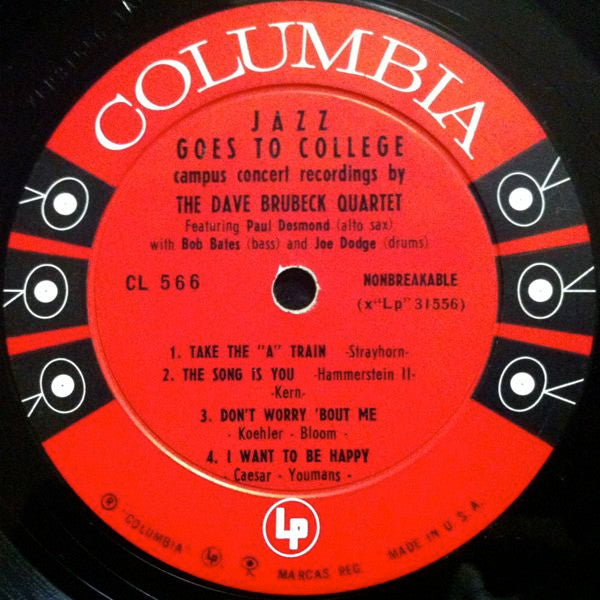 COLUMBIA
JAZZ
GOES TO COLLEGE
campus concert recordings by
THE DAVE BRUBECK QUARTET
Featuring Paul Desmond (alto sax)
with Bob Bates (bass) and Joe Dodge (drums)
CL 566
NONBREAKABLE
(x"Lp" 31556)
1. TAKE THE "A" TRAIN -Strayhorn-
2. THE SONG iS YOU -Hammerstein II-
-Kern-
3. DON'T WORRY 'BOUT ME
- Koehler - Bloom -
4. I WANT TO BE HAPPY
- Caesar - Youmans -
Lp
® "COLUMBIA" Lp MARCAS REG. MADE IN U.S.A.